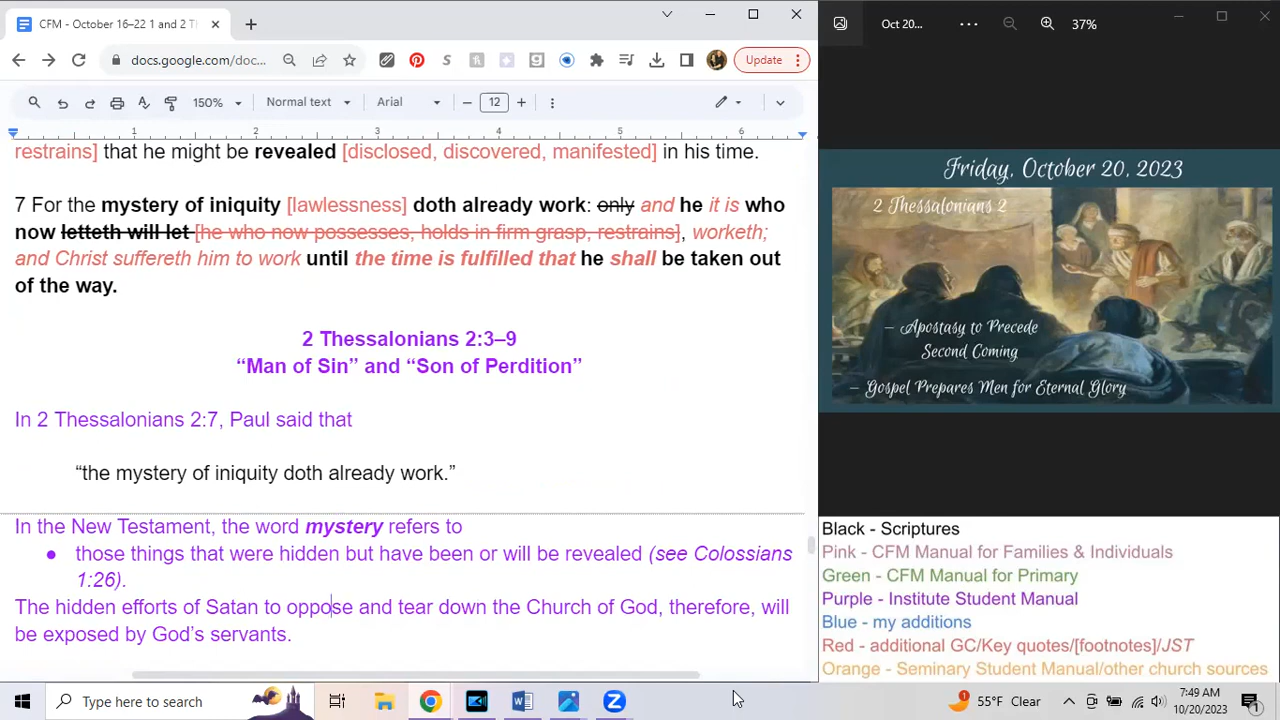 CFM - October 16–22 1 and 2 T
docs.google.com/doc...
Update
150%
Normal text
Arial
12
1 2 3 4 5 6
restrains] that he might be revealed [disclosed, discovered, manifested] in his time.
7 For the mystery of iniquity [lawlessness] doth already work: only and he it is who
now letteth will let [he who now possesses, holds in firm grasp, restrains], worketh;
and Christ suffereth him to work until the time is fulfilled that he shall be taken out
of the way.
2 Thessalonians 2:3–9
“Man of Sin” and “Son of Perdition”
In 2 Thessalonians 2:7, Paul said that
“the mystery of iniquity doth already work.”
In the New Testament, the word mystery refers to
● those things that were hidden but have been or will be revealed (see Colossians
1:26).
The hidden efforts of Satan to oppose and tear down the Church of God, therefore, will
be exposed by God’s servants.
Oct 20...
37%
Friday, October 20, 2023
2 Thessalonians 2
– Apostasy to Precede
Second Coming
– Gospel Prepares Men for Eternal Glory
Black - Scriptures
Pink - CFM Manual for Families & Individuals
Green - CFM Manual for Primary
Purple - Institute Student Manual
Blue - my additions
Red - additional GC/Key quotes/[footnotes]/JST
Orange - Seminary Student Manual/other church sources
Type here to search
1
55°F Clear
7:49 AM
10/20/2023
1